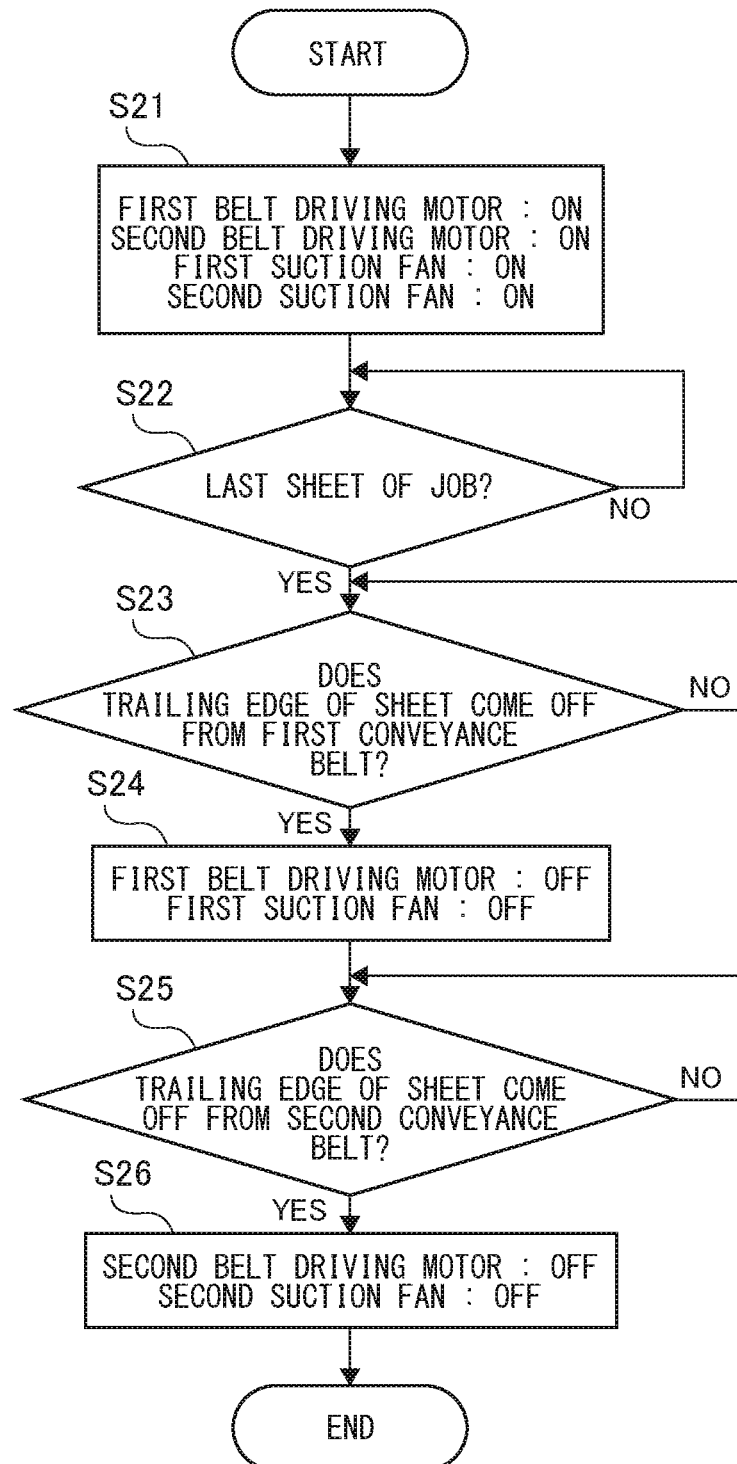 START
S21
FIRST BELT DRIVING MOTOR : ON
SECOND BELT DRIVING MOTOR : ON
FIRST SUCTION FAN : ON
SECOND SUCTION FAN : ON
S22
LAST SHEET OF JOB?
NO
YES
S23
DOES
TRAILING EDGE OF SHEET COME OFF
FROM FIRST CONVEYANCE
BELT?
NO
YES
S24
FIRST BELT DRIVING MOTOR : OFF
FIRST SUCTION FAN : OFF
S25
DOES
TRAILING EDGE OF SHEET COME
OFF FROM SECOND CONVEYANCE
BELT?
NO
YES
S26
SECOND BELT DRIVING MOTOR : OFF
SECOND SUCTION FAN : OFF
END